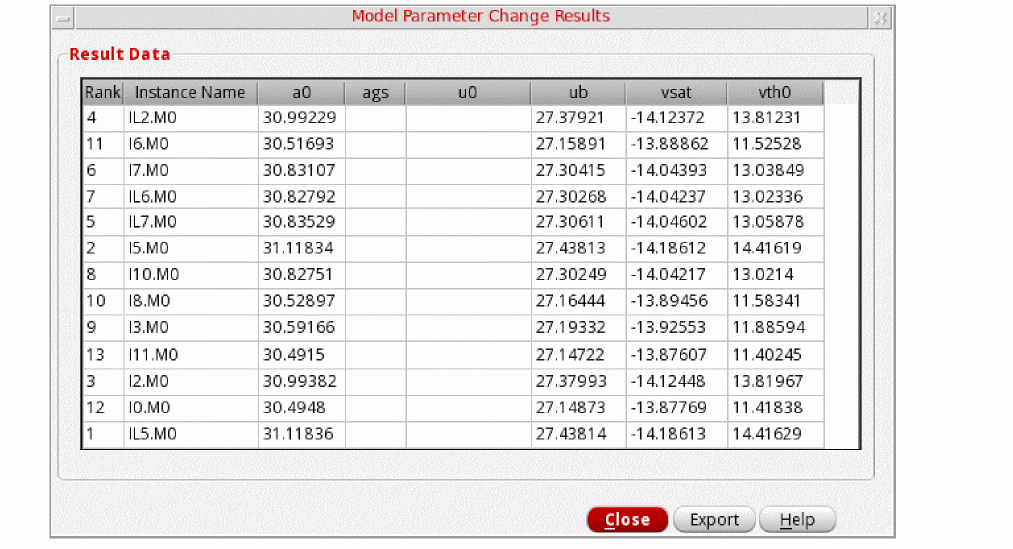 Model Parameter Change Results
Result Data
Rank Instance Name a0 ags u0 ub vsat vth0
4 IL2.M0 30.99229 27.37921 -14.12372 13.81231
11 I6.M0 30.51693 27.15891 -13.88862 11.52528
6 I7.M0 30.83107 27.30415 -14.04393 13.03849
7 IL6.M0 30.82792 27.30268 -14.04237 13.02336
5 IL7.M0 30.83529 27.30611 -14.04602 13.05878
2 I5.M0 31.11834 27.43813 -14.18612 14.41619
8 I10.M0 30.82751 27.30249 -14.04217 13.0214
10 I8.M0 30.52897 27.16444 -13.89456 11.58341
9 I3.M0 30.59166 27.19332 -13.92553 11.88594
13 I11.M0 30.4915 27.14722 -13.87607 11.40245
3 I2.M0 30.99382 27.37993 -14.12448 13.81967
12 I0.M0 30.4948 27.14873 -13.87769 11.41838
1 IL5.M0 31.11836 27.43814 -14.18613 14.41629
Close Export Help